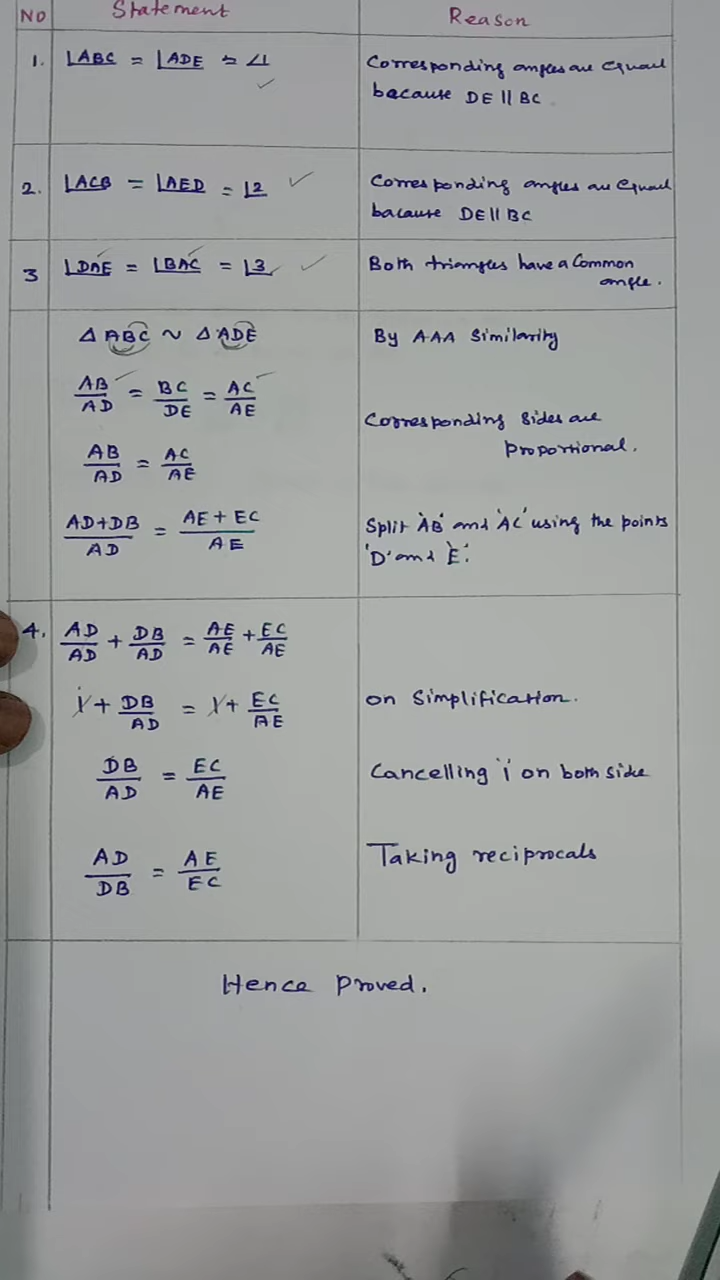 NO Statement Reason
1. ∠ABC = ∠ADE = ∠1 Corresponding angles are equal
bacause DE || BC
2. ∠ACB = ∠AED = ∠2 Corresponding angles are equal
bacause DE || BC
3 ∠DAE = ∠BAC = ∠3 Both triangles have a Common
angle.
Δ ABC ~ Δ ADE By AAA Similarity
AB/AD = BC/DE = AC/AE
Corresponding Sides are
Proportional.
AB/AD = AC/AE
AD+DB/AD = AE+EC/AE Split 'AB' and 'AC' using the points
'D' and 'E'.
4. AD/AD + DB/AD = AE/AE + EC/AE
1 + DB/AD = 1 + EC/AE on Simplification.
DB/AD = EC/AE Cancelling '1' on both side
AD/DB = AE/EC Taking reciprocals
Hence Proved.